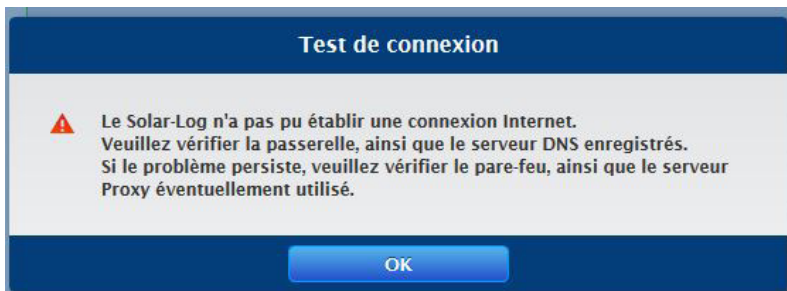 Test de connexion
Le Solar-Log n'a pas pu établir une connexion Internet.
Veuillez vérifier la passerelle, ainsi que le serveur DNS enregistrés.
Si le problème persiste, veuillez vérifier le pare-feu, ainsi que le serveur
Proxy éventuellement utilisé.
OK